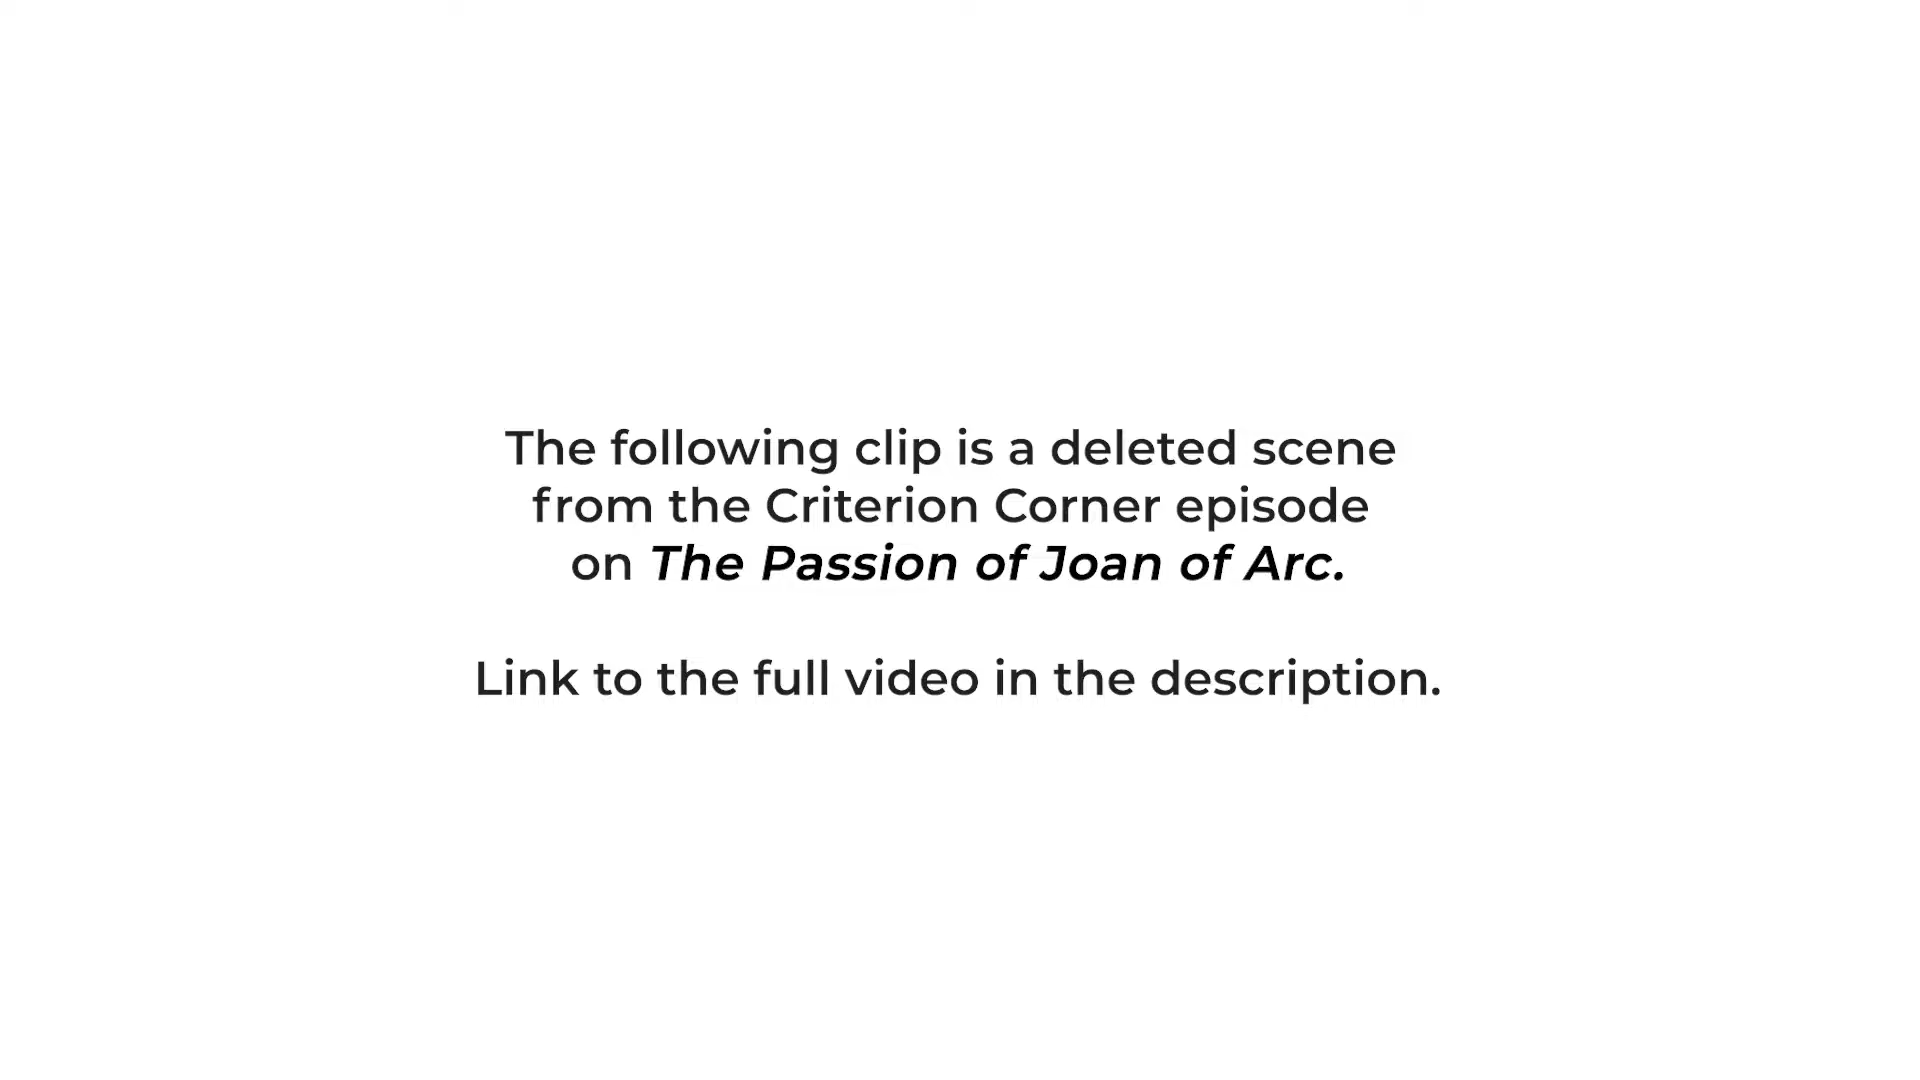 The following clip is a deleted scene
from the Criterion Corner episode
on The Passion of Joan of Arc.
Link to the full video in the description.